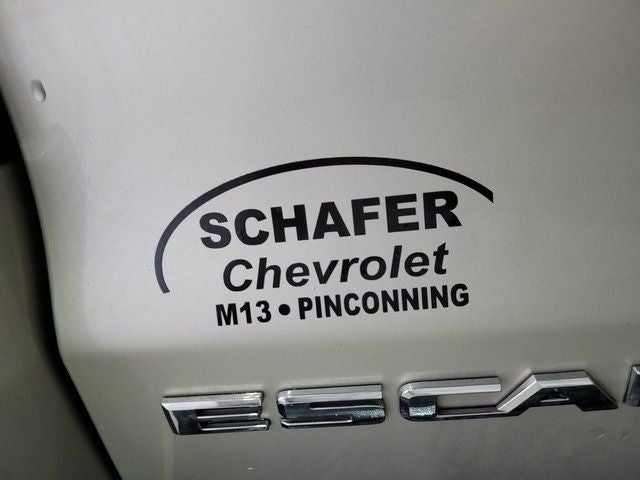 SCHAFER
Chevrolet
M13 • PINCONNING
ESCA